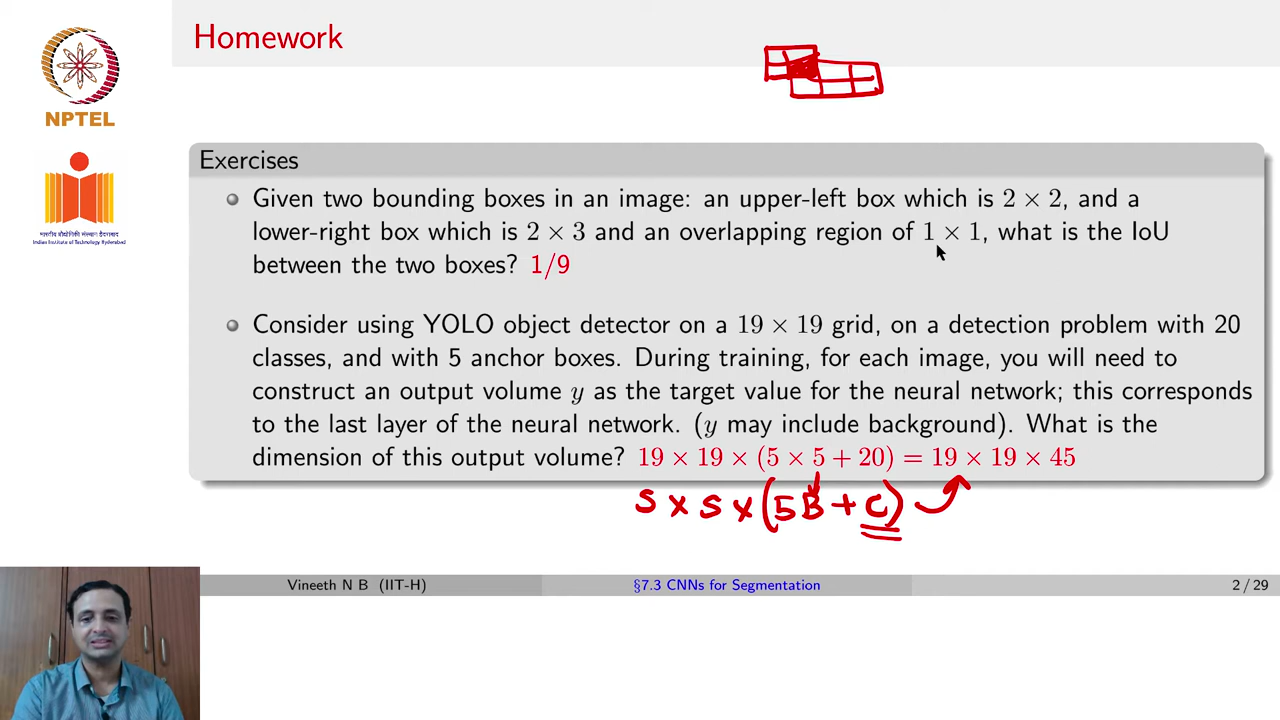 Homework
NPTEL
भारतीय प्रौद्योगिकी संस्थान हैदराबाद
Indian Institute of Technology Hyderabad
Exercises
Given two bounding boxes in an image: an upper-left box which is 2 × 2, and a
lower-right box which is 2 × 3 and an overlapping region of 1 × 1, what is the IoU
between the two boxes? 1/9
Consider using YOLO object detector on a 19 × 19 grid, on a detection problem with 20
classes, and with 5 anchor boxes. During training, for each image, you will need to
construct an output volume y as the target value for the neural network; this corresponds
to the last layer of the neural network. (y may include background). What is the
dimension of this output volume? 19 × 19 × (5 × 5 + 20) = 19 × 19 × 45
S × S × (5B + C)
Vineeth N B (IIT-H) §7.3 CNNs for Segmentation 2 / 29